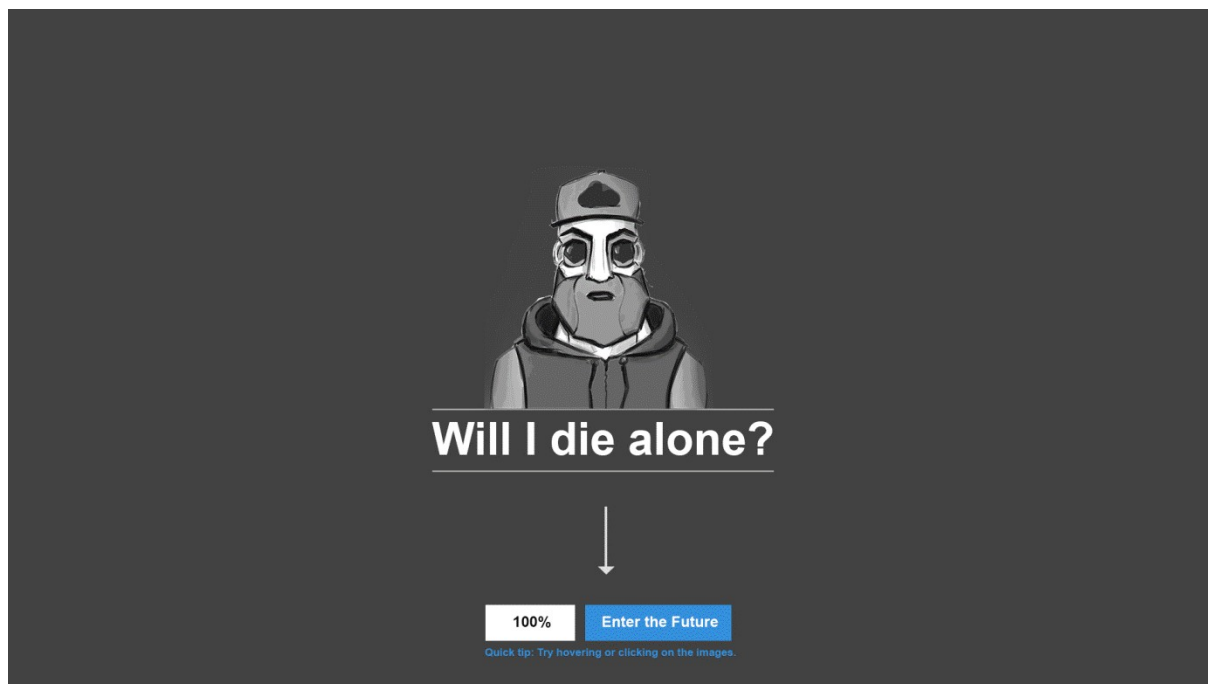 Will I die alone?
100%
Enter the Future
Quick tip: Try hovering or clicking on the images.